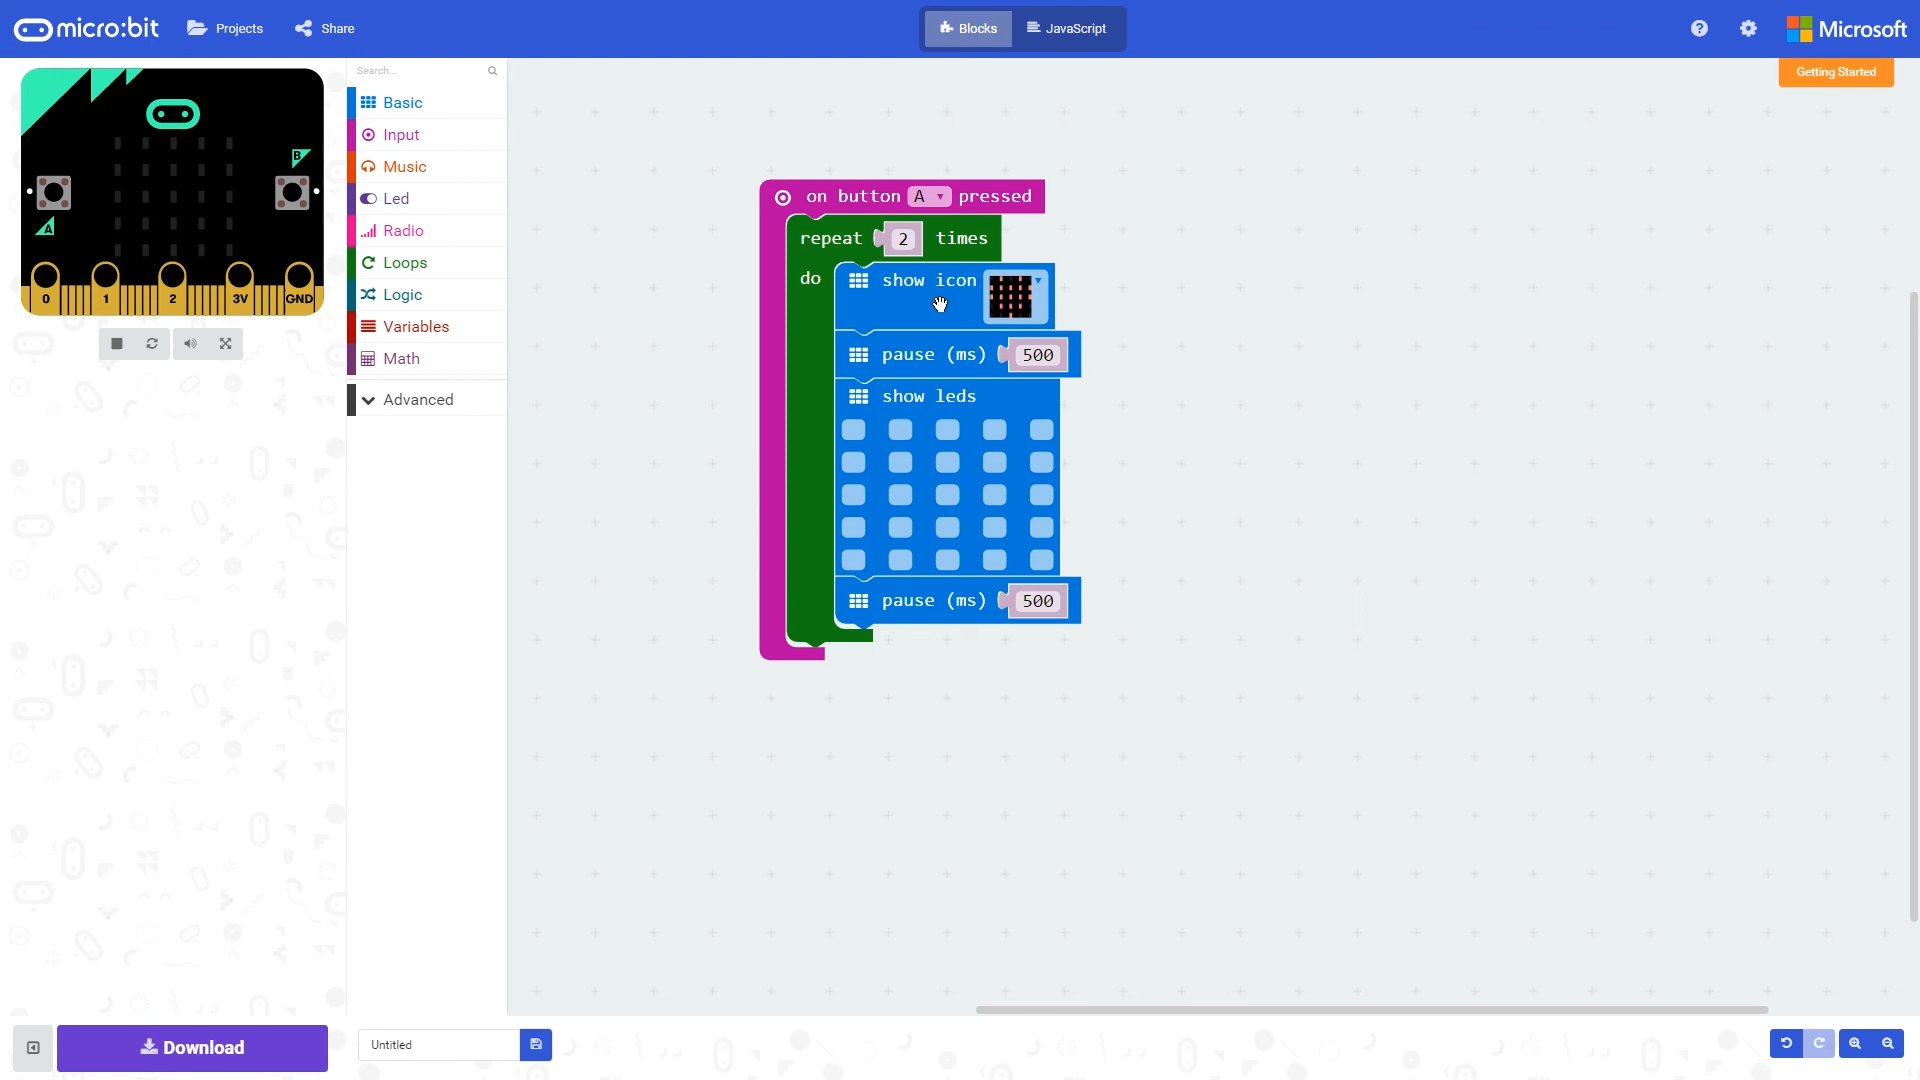 micro:bit
Projects
Share
Blocks
JavaScript
Microsoft
Getting Started
Search...
Basic
Input
Music
Led
Radio
Loops
Logic
Variables
Math
Advanced
B
A
0 1 2 3V GND
on button A pressed
repeat 2 times
do
show icon
pause (ms) 500
show leds
pause (ms) 500
Download
Untitled